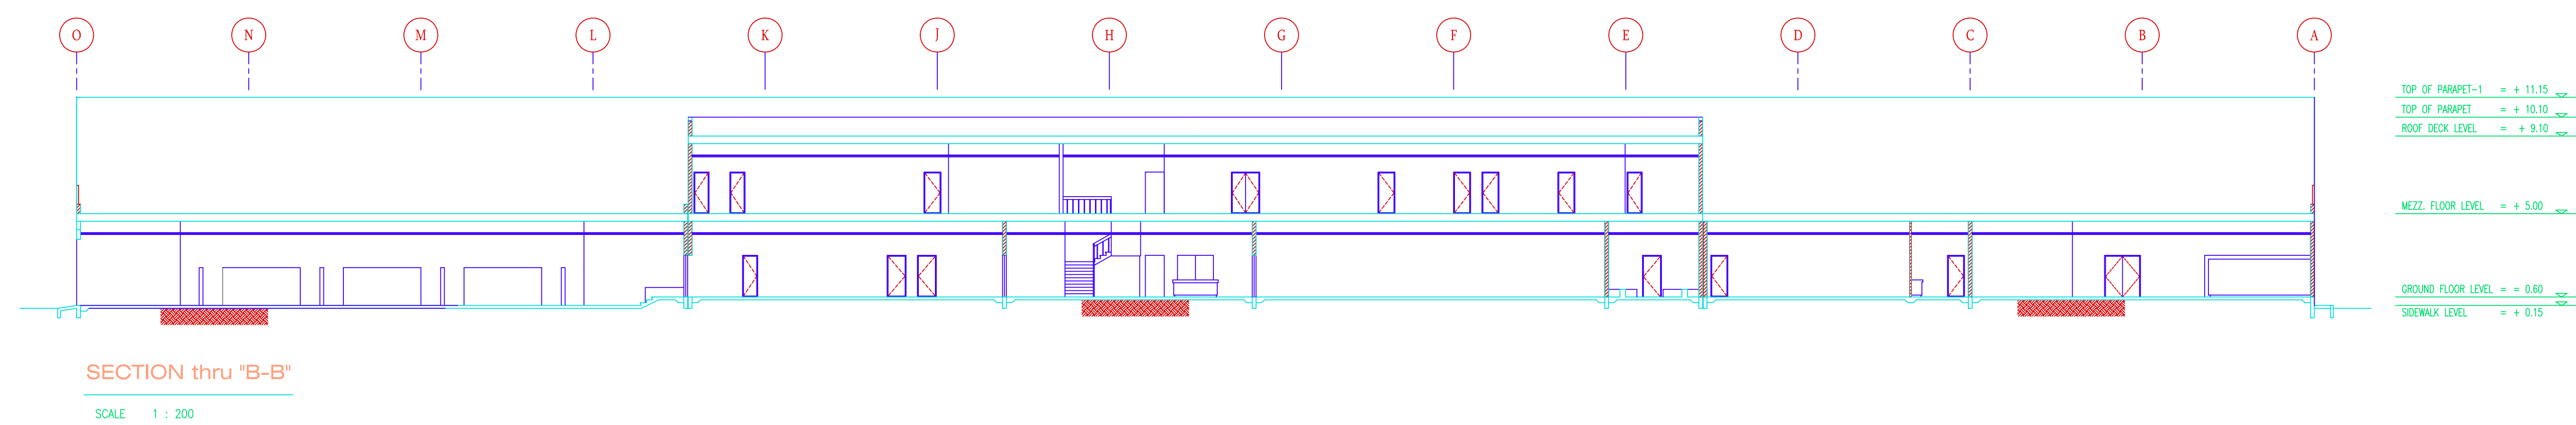 O N M L K J H G F E D C B A
TOP OF PARAPET-1 = + 11.15
TOP OF PARAPET = + 10.10
ROOF DECK LEVEL = + 9.10
MEZZ. FLOOR LEVEL = + 5.00
GROUND FLOOR LEVEL = = 0.60
SIDEWALK LEVEL = + 0.15
SECTION thru "B-B"
SCALE 1 : 200